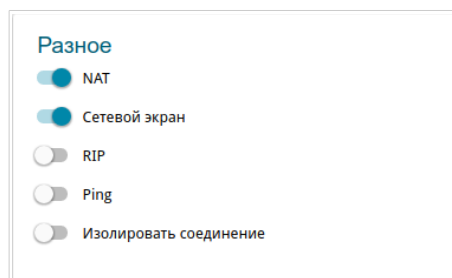 Разное
NAT
Сетевой экран
RIP
Ping
Изолировать соединение